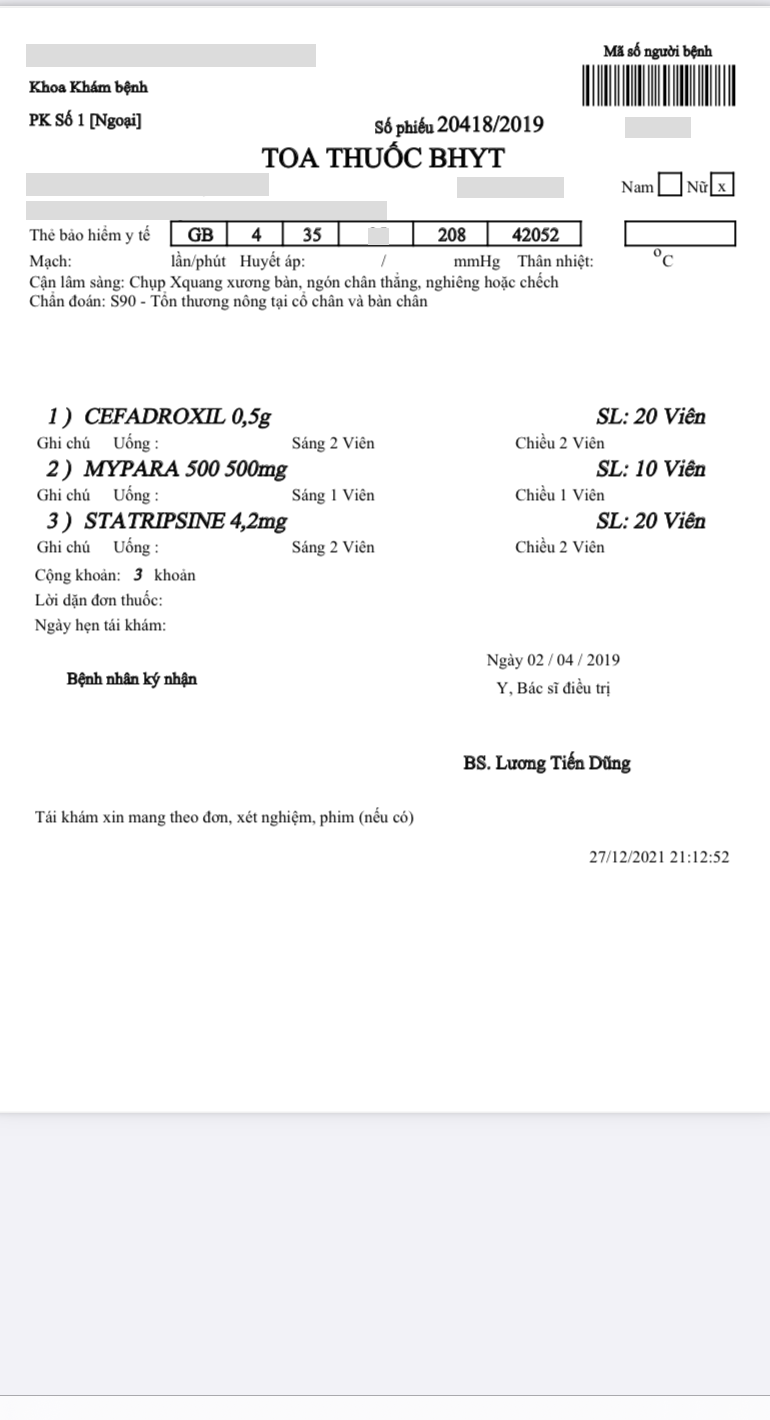 Mã số người bệnh
Khoa Khám bệnh
PK Số 1 [Ngoại]
Số phiếu 20418/2019
TOA THUỐC BHYT
Nam Nữ x
Thẻ bảo hiểm y tế GB 4 35 208 42052
Mạch: lần/phút Huyết áp: / mmHg Thân nhiệt: ºC
Cận lâm sàng: Chụp Xquang xương bàn, ngón chân thẳng, nghiêng hoặc chếch
Chẩn đoán: S90 - Tổn thương nông tại cổ chân và bàn chân
1 ) CEFADROXIL 0,5g SL: 20 Viên
Ghi chú Uống : Sáng 2 Viên Chiều 2 Viên
2 ) MYPARA 500 500mg SL: 10 Viên
Ghi chú Uống : Sáng 1 Viên Chiều 1 Viên
3 ) STATRIPSINE 4,2mg SL: 20 Viên
Ghi chú Uống : Sáng 2 Viên Chiều 2 Viên
Cộng khoản: 3 khoản
Lời dặn đơn thuốc:
Ngày hẹn tái khám:
Ngày 02 / 04 / 2019
Bệnh nhân ký nhận
Y, Bác sĩ điều trị
BS. Lương Tiến Dũng
Tái khám xin mang theo đơn, xét nghiệm, phim (nếu có)
27/12/2021 21:12:52